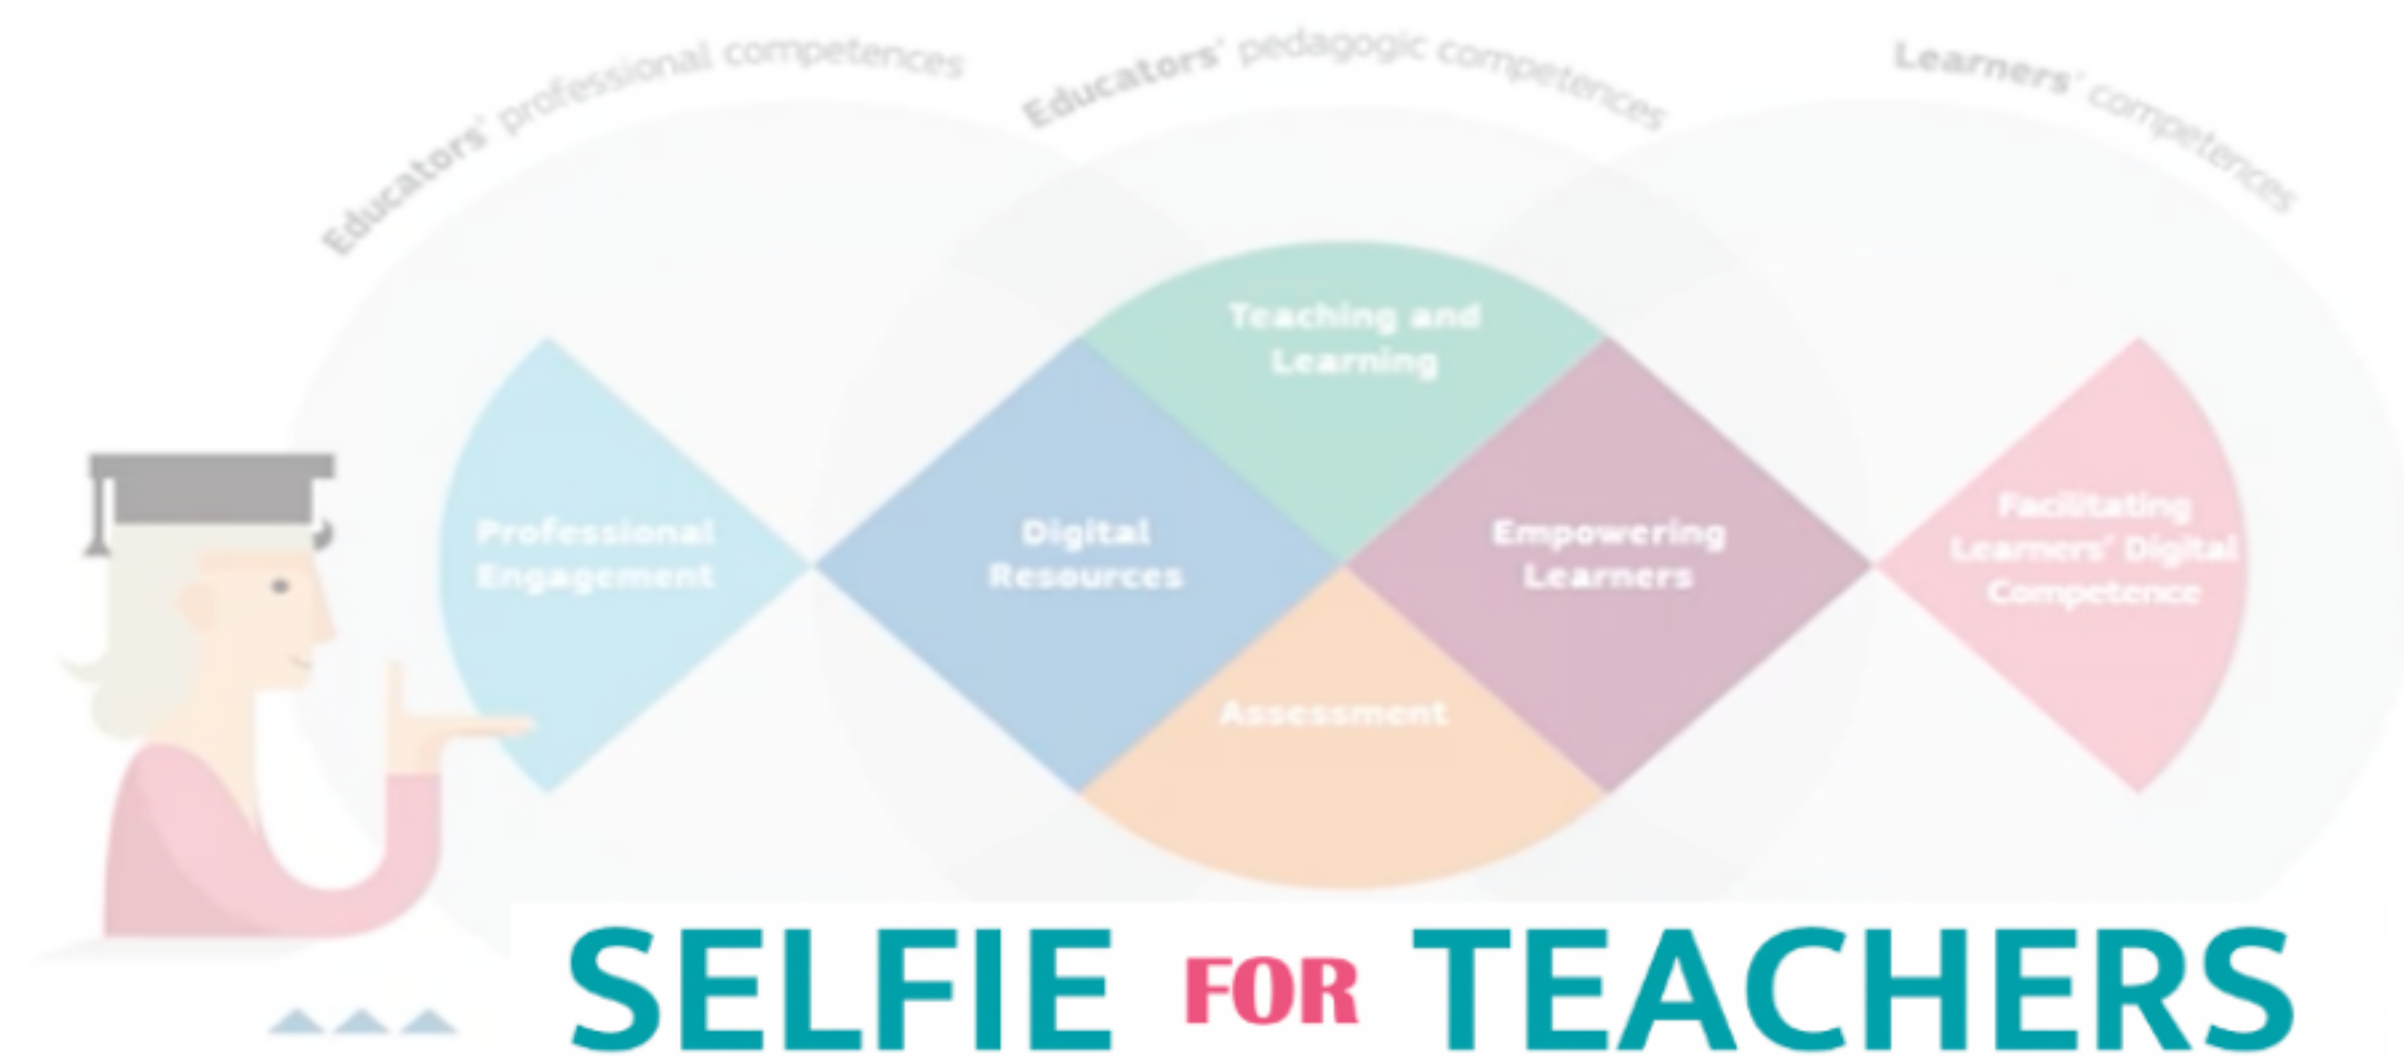 Educators' professional competences
Educators' pedagogic competences
Learners' competences
Teaching and
Learning
Professional
Engagement
Digital
Resources
Empowering
Learners
Facilitating
Learners' Digital
Competence
Assessment
SELFIE FOR TEACHERS